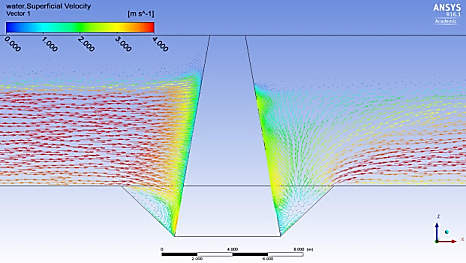 water.Superficial Velocity
Vector 1
[m s^-1]
0.000
1.000
2.000
3.000
4.000
ANSYS
R16.1
Academic
Z
X
0
4.000
8.000
(m)
2.000
6.000